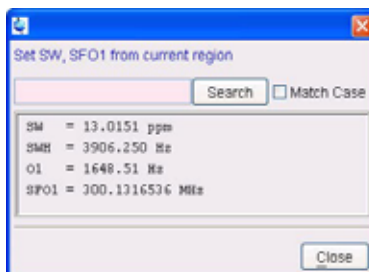 Set SW, SFO1 from current region
Search Match Case
SW = 13.0151 ppm
SWH = 3906.250 Hz
O1 = 1648.51 Hz
SFO1 = 300.1316536 MHz
Close